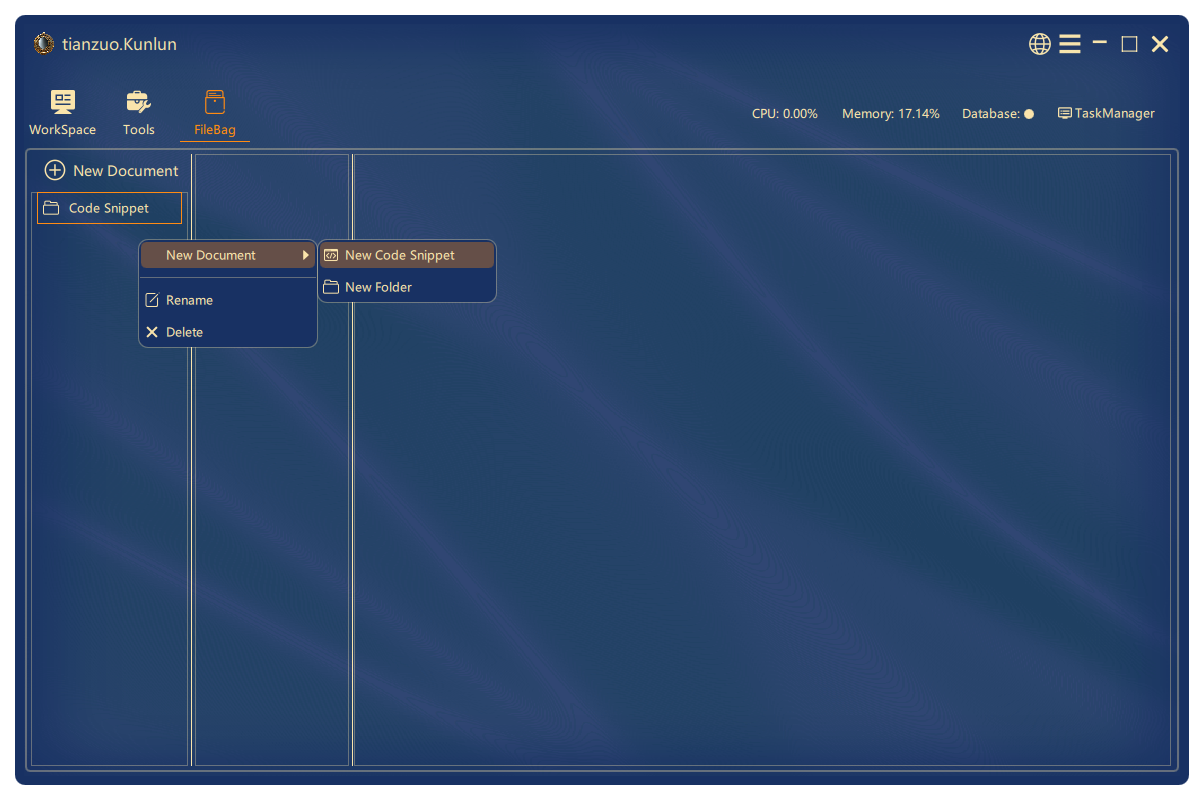 tianzuo.Kunlun
WorkSpace
Tools
FileBag
CPU: 0.00%
Memory: 17.14%
Database:
TaskManager
New Document
Code Snippet
New Document
New Code Snippet
New Folder
Rename
Delete